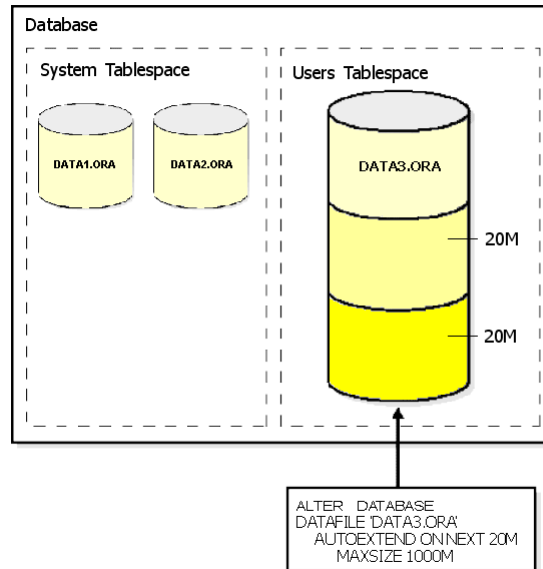 Database
System Tablespace
Users Tablespace
DATA1.ORA
DATA2.ORA
DATA3.ORA
20M
20M
ALTER DATABASE
DATAFILE 'DATA3.ORA'
AUTOEXTEND ON NEXT 20M
MAXSIZE 1000M